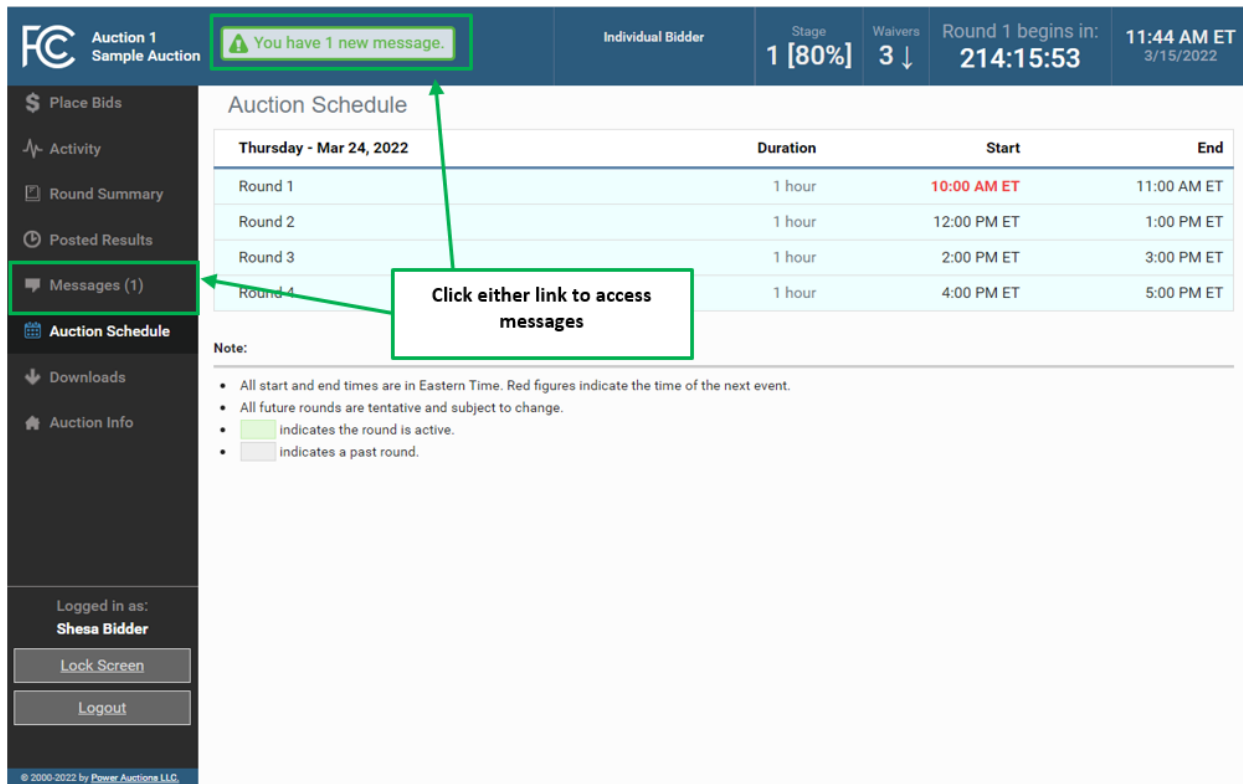 FCC
Auction 1
Sample Auction
You have 1 new message.
Individual Bidder
Stage
1 [80%]
Waivers
3 ↓
Round 1 begins in:
214:15:53
11:44 AM ET
3/15/2022
Place Bids
Activity
Round Summary
Posted Results
Messages (1)
Auction Schedule
Downloads
Auction Info
Logged in as:
Shesa Bidder
Lock Screen
Logout
© 2000-2022 by Power Auctions LLC.
Auction Schedule
Thursday - Mar 24, 2022 Duration Start End
Round 1 1 hour 10:00 AM ET 11:00 AM ET
Round 2 1 hour 12:00 PM ET 1:00 PM ET
Round 3 1 hour 2:00 PM ET 3:00 PM ET
Round 4 1 hour 4:00 PM ET 5:00 PM ET
Click either link to access
messages
Note:
• All start and end times are in Eastern Time. Red figures indicate the time of the next event.
• All future rounds are tentative and subject to change.
• indicates the round is active.
• indicates a past round.